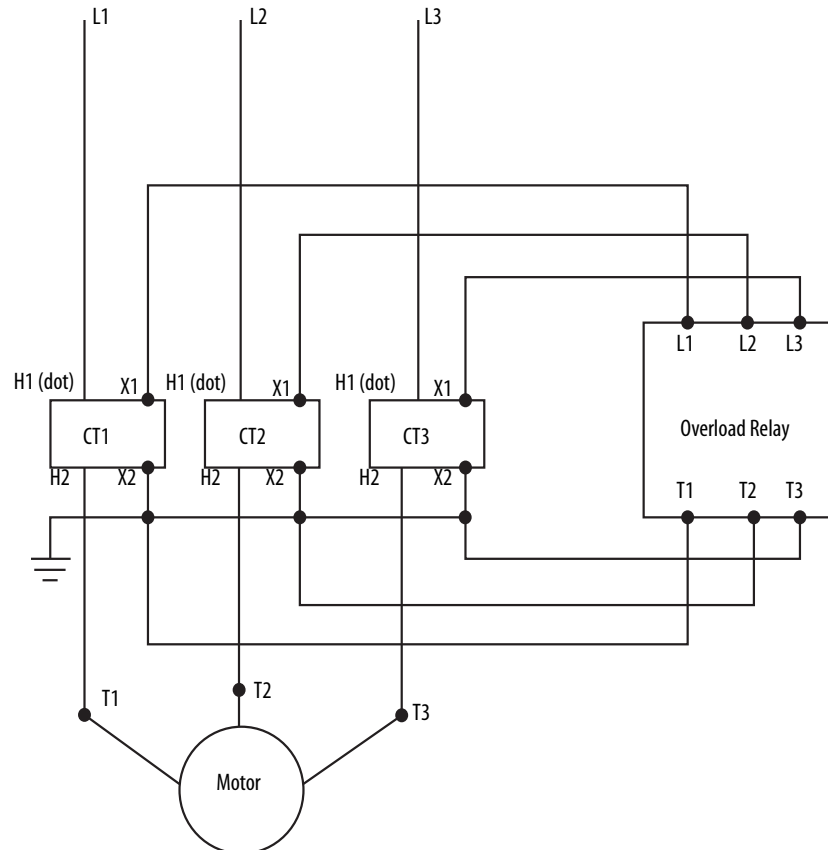 L1
L2
L3
L1
L2
L3
H1 (dot)
X1
H1 (dot)
X1
H1 (dot)
X1
CT1
CT2
CT3
Overload Relay
H2
X2
H2
X2
H2
X2
T1
T2
T3
T1
T2
T3
Motor